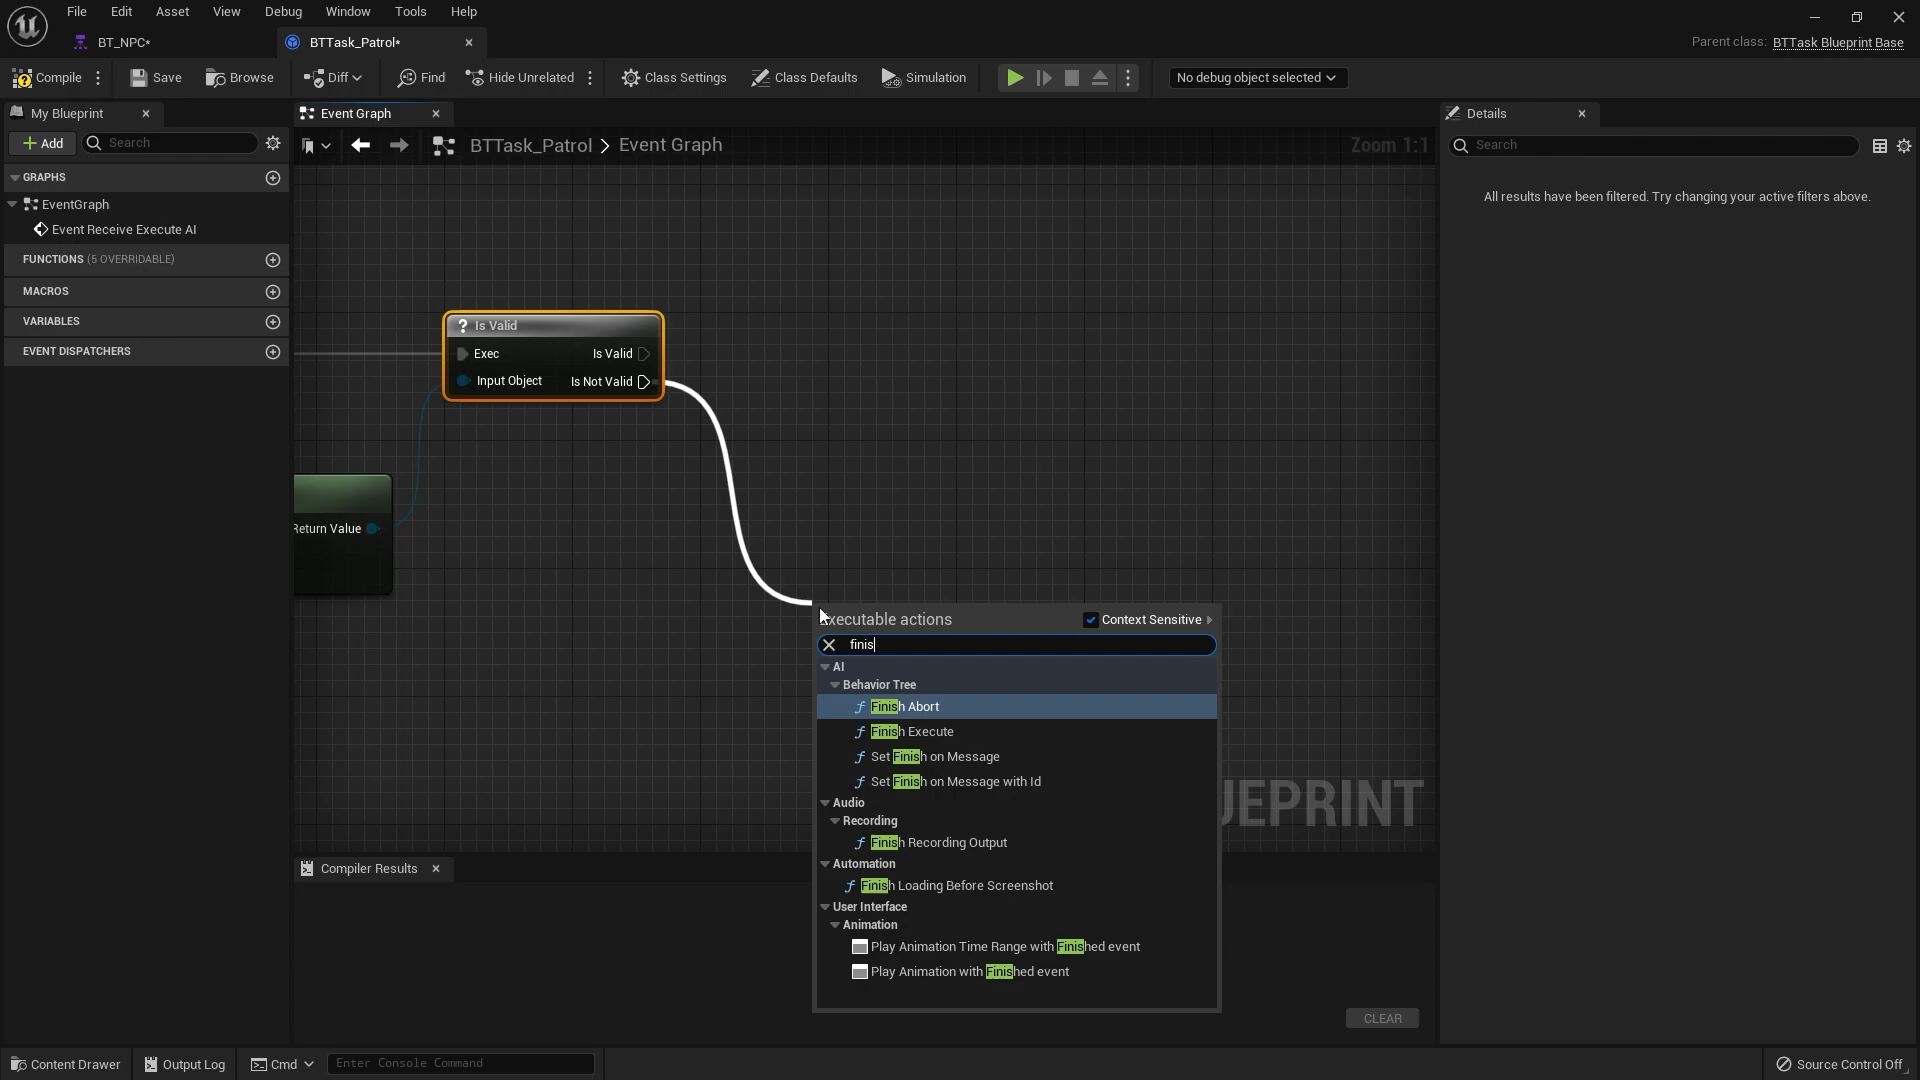 File Edit Asset View Debug Window Tools Help
BT_NPC* BTTask_Patrol* Parent class: BTTask Blueprint Base
Compile Save Browse Diff Find Hide Unrelated Class Settings Class Defaults Simulation No debug object selected
My Blueprint Event Graph Details
Add Search BTTask_Patrol > Event Graph Zoom 1:1 Search
GRAPHS
EventGraph
Event Receive Execute AI
FUNCTIONS (5 OVERRIDABLE)
MACROS
VARIABLES
EVENT DISPATCHERS
All results have been filtered. Try changing your active filters above.
? Is Valid
Exec Is Valid
Input Object Is Not Valid
Return Value
xecutable actions Context Sensitive
finis
AI
Behavior Tree
f Finish Abort
f Finish Execute
f Set Finish on Message
f Set Finish on Message with Id
Audio
Recording
f Finish Recording Output
Automation
f Finish Loading Before Screenshot
User Interface
Animation
Play Animation Time Range with Finished event
Play Animation with Finished event
UEPRINT
Compiler Results
CLEAR
Content Drawer Output Log Cmd Enter Console Command Source Control Off